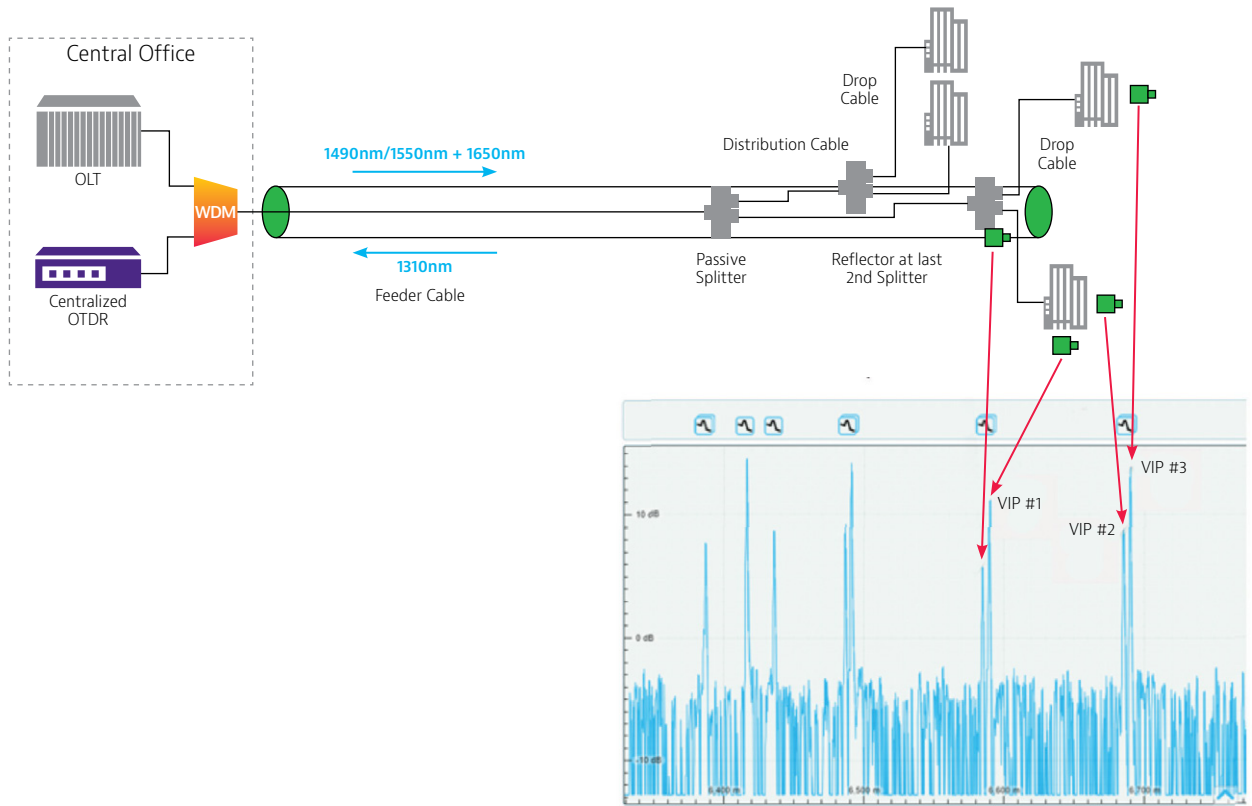 Central Office
OLT
WDM
Centralized
OTDR
1490nm/1550nm + 1650nm
1310nm
Feeder Cable
Passive
Splitter
Distribution Cable
Reflector at last
2nd Splitter
Drop
Cable
Drop
Cable
VIP #1
VIP #2
VIP #3
10 dB
0 dB
-10 dB
6,400 m
6,500 m
6,600 m
6,700 m